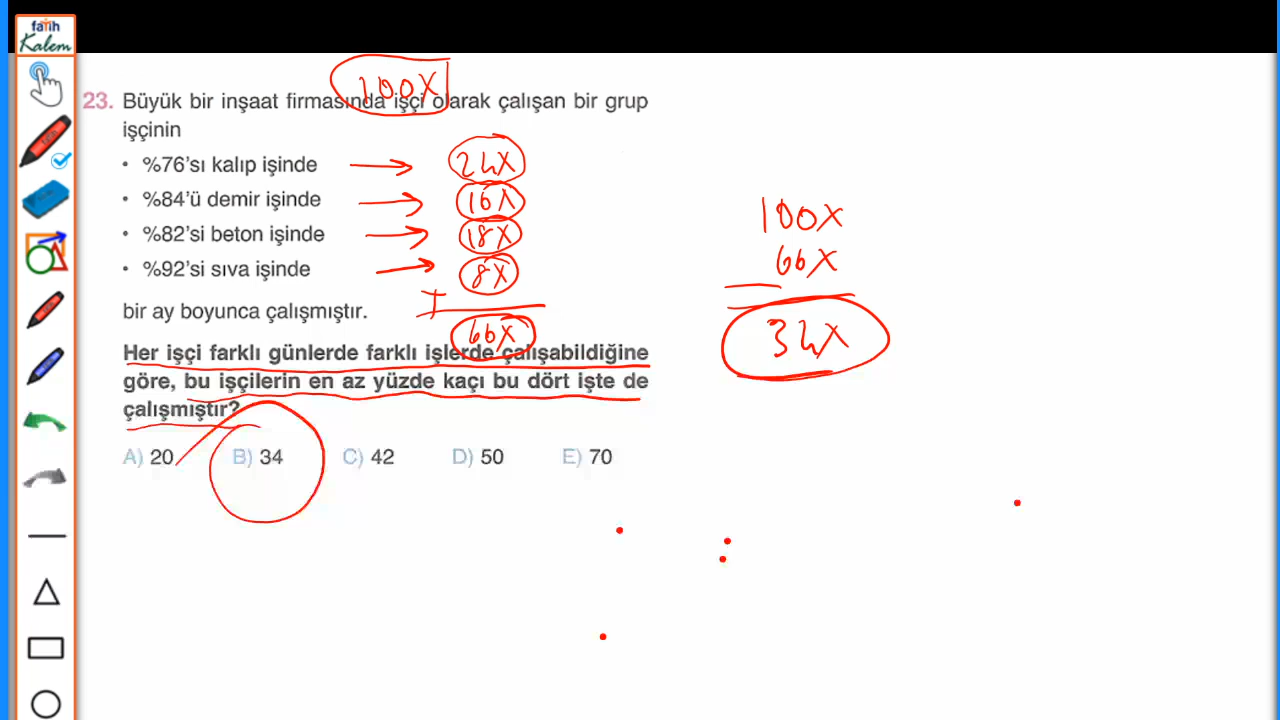 fatih
Kalem
100X
23. Büyük bir inşaat firmasında işçi olarak çalışan bir grup
işçinin
• %76'sı kalıp işinde → 24X
• %84'ü demir işinde → 16X
• %82'si beton işinde → 18X
• %92'si sıva işinde → 8X
+
bir ay boyunca çalışmıştır.
66X
Her işçi farklı günlerde farklı işlerde çalışabildiğine
göre, bu işçilerin en az yüzde kaçı bu dört işte de
çalışmıştır?
A) 20 B) 34 C) 42 D) 50 E) 70
100X
66X
34X